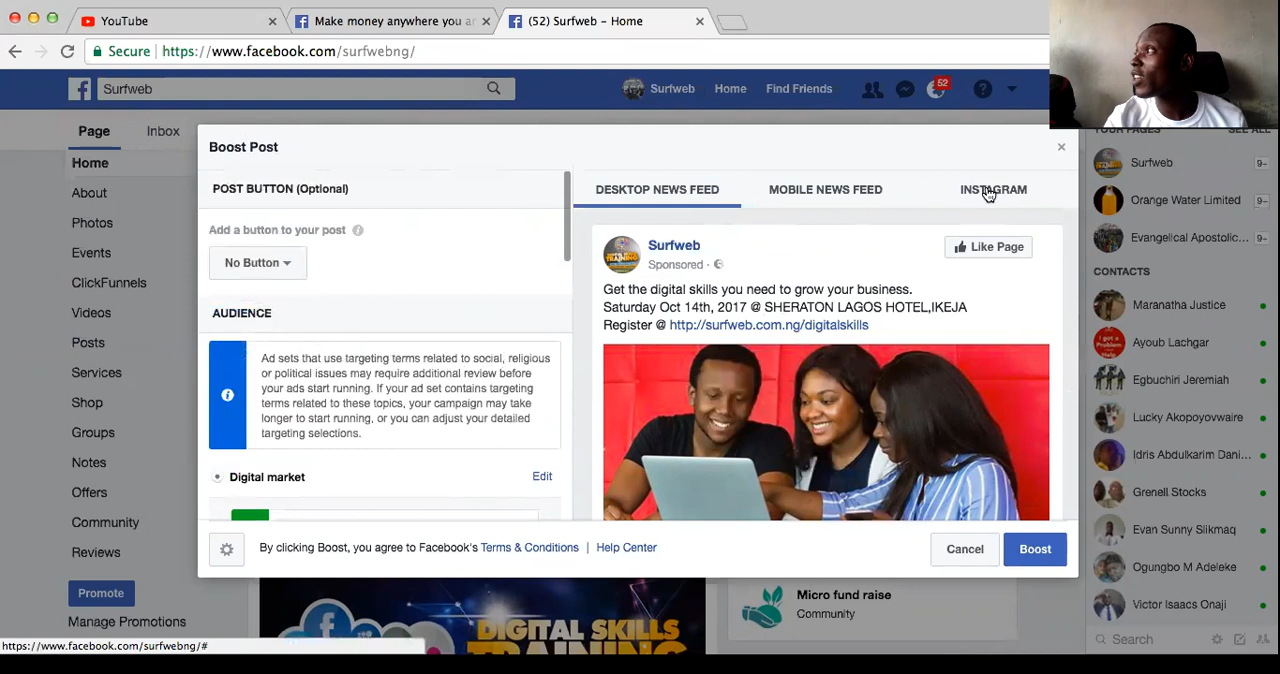 YouTube
Make money anywhere you ar
(52) Surfweb - Home
Secure https://www.facebook.com/surfwebng/
Surfweb
Surfweb
Home
Find Friends
52
Page
Inbox
Home
About
Photos
Events
ClickFunnels
Videos
Posts
Services
Shop
Groups
Notes
Offers
Community
Reviews
Promote
Manage Promotions
https://www.facebook.com/surfwebng/#
Boost Post
POST BUTTON (Optional)
Add a button to your post
No Button
AUDIENCE
Ad sets that use targeting terms related to social, religious
or political issues may require additional review before
your ads start running. If your ad set contains targeting
terms related to these topics, your campaign may take
longer to start running, or you can adjust your detailed
targeting selections.
Digital market
Edit
DESKTOP NEWS FEED
MOBILE NEWS FEED
INSTAGRAM
Surfweb
Sponsored ·
Like Page
Get the digital skills you need to grow your business.
Saturday Oct 14th, 2017 @ SHERATON LAGOS HOTEL,IKEJA
Register @ http://surfweb.com.ng/digitalskills
By clicking Boost, you agree to Facebook's Terms & Conditions | Help Center
Cancel
Boost
DIGITAL SKILLS
TRAINING
Micro fund raise
Community
YOUR PAGES
SEE ALL
Surfweb
9-
Orange Water Limited
9-
Evangelical Apostolic...
9-
CONTACTS
Maranatha Justice
Ayoub Lachgar
Egbuchiri Jeremiah
Lucky Akopoyovwaire
Idris Abdulkarim Dani...
Grenell Stocks
Evan Sunny Slikmaq
Ogungbo M Adeleke
Victor Isaacs Onaji
Search